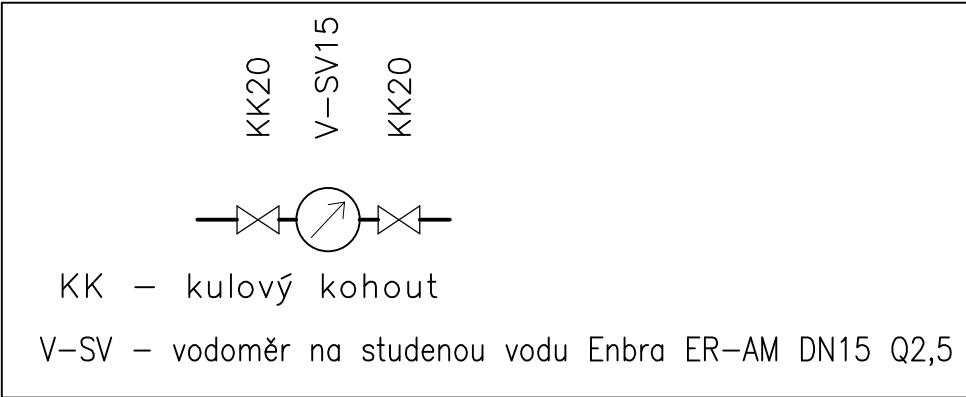 KK20
V-SV15
KK20
KK - kulový kohout
V-SV - vodoměr na studenou vodu Enbra ER-AM DN15 Q2,5